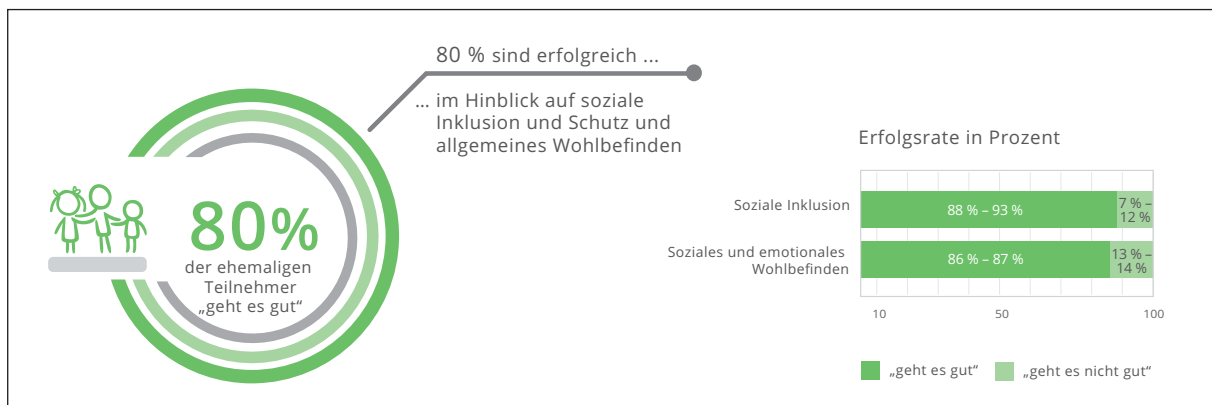 80 % sind erfolgreich ...
... im Hinblick auf soziale
Inklusion und Schutz und
allgemeines Wohlbefinden
80%
der ehemaligen
Teilnehmer
„geht es gut“
Erfolgsrate in Prozent
Soziale Inklusion
88 % – 93 %
7 % –
12 %
Soziales und emotionales
Wohlbefinden
86 % – 87 %
13 % –
14 %
10 50 100
„geht es gut“ „geht es nicht gut“